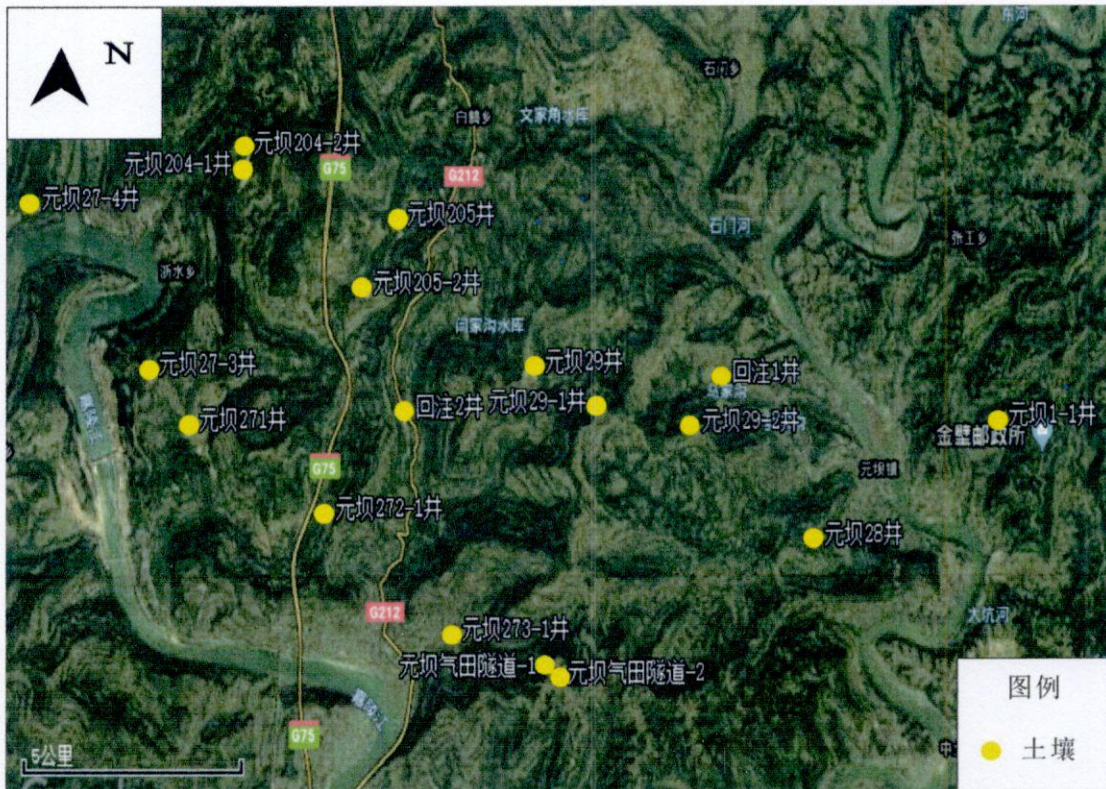 N
东河
石门乡
白鹤乡
文家角水库
元坝204-2井
元坝204-1井
G75
G212
元坝27-4井
元坝205井
石门河
张王乡
浙水乡
元坝205-2井
闫家沟水库
元坝29井
元坝27-3井
回注1井
元坝29-1井
回注2井
元坝1-1井
元坝271井
元坝29-2井
金壁邮政所
嘉陵江
G75
元坝镇
元坝272-1井
元坝28井
G212
元坝273-1井
大坑河
元坝气田隧道-1
元坝气田隧道-2
嘉陵江
图例
G75
土壤
5公里